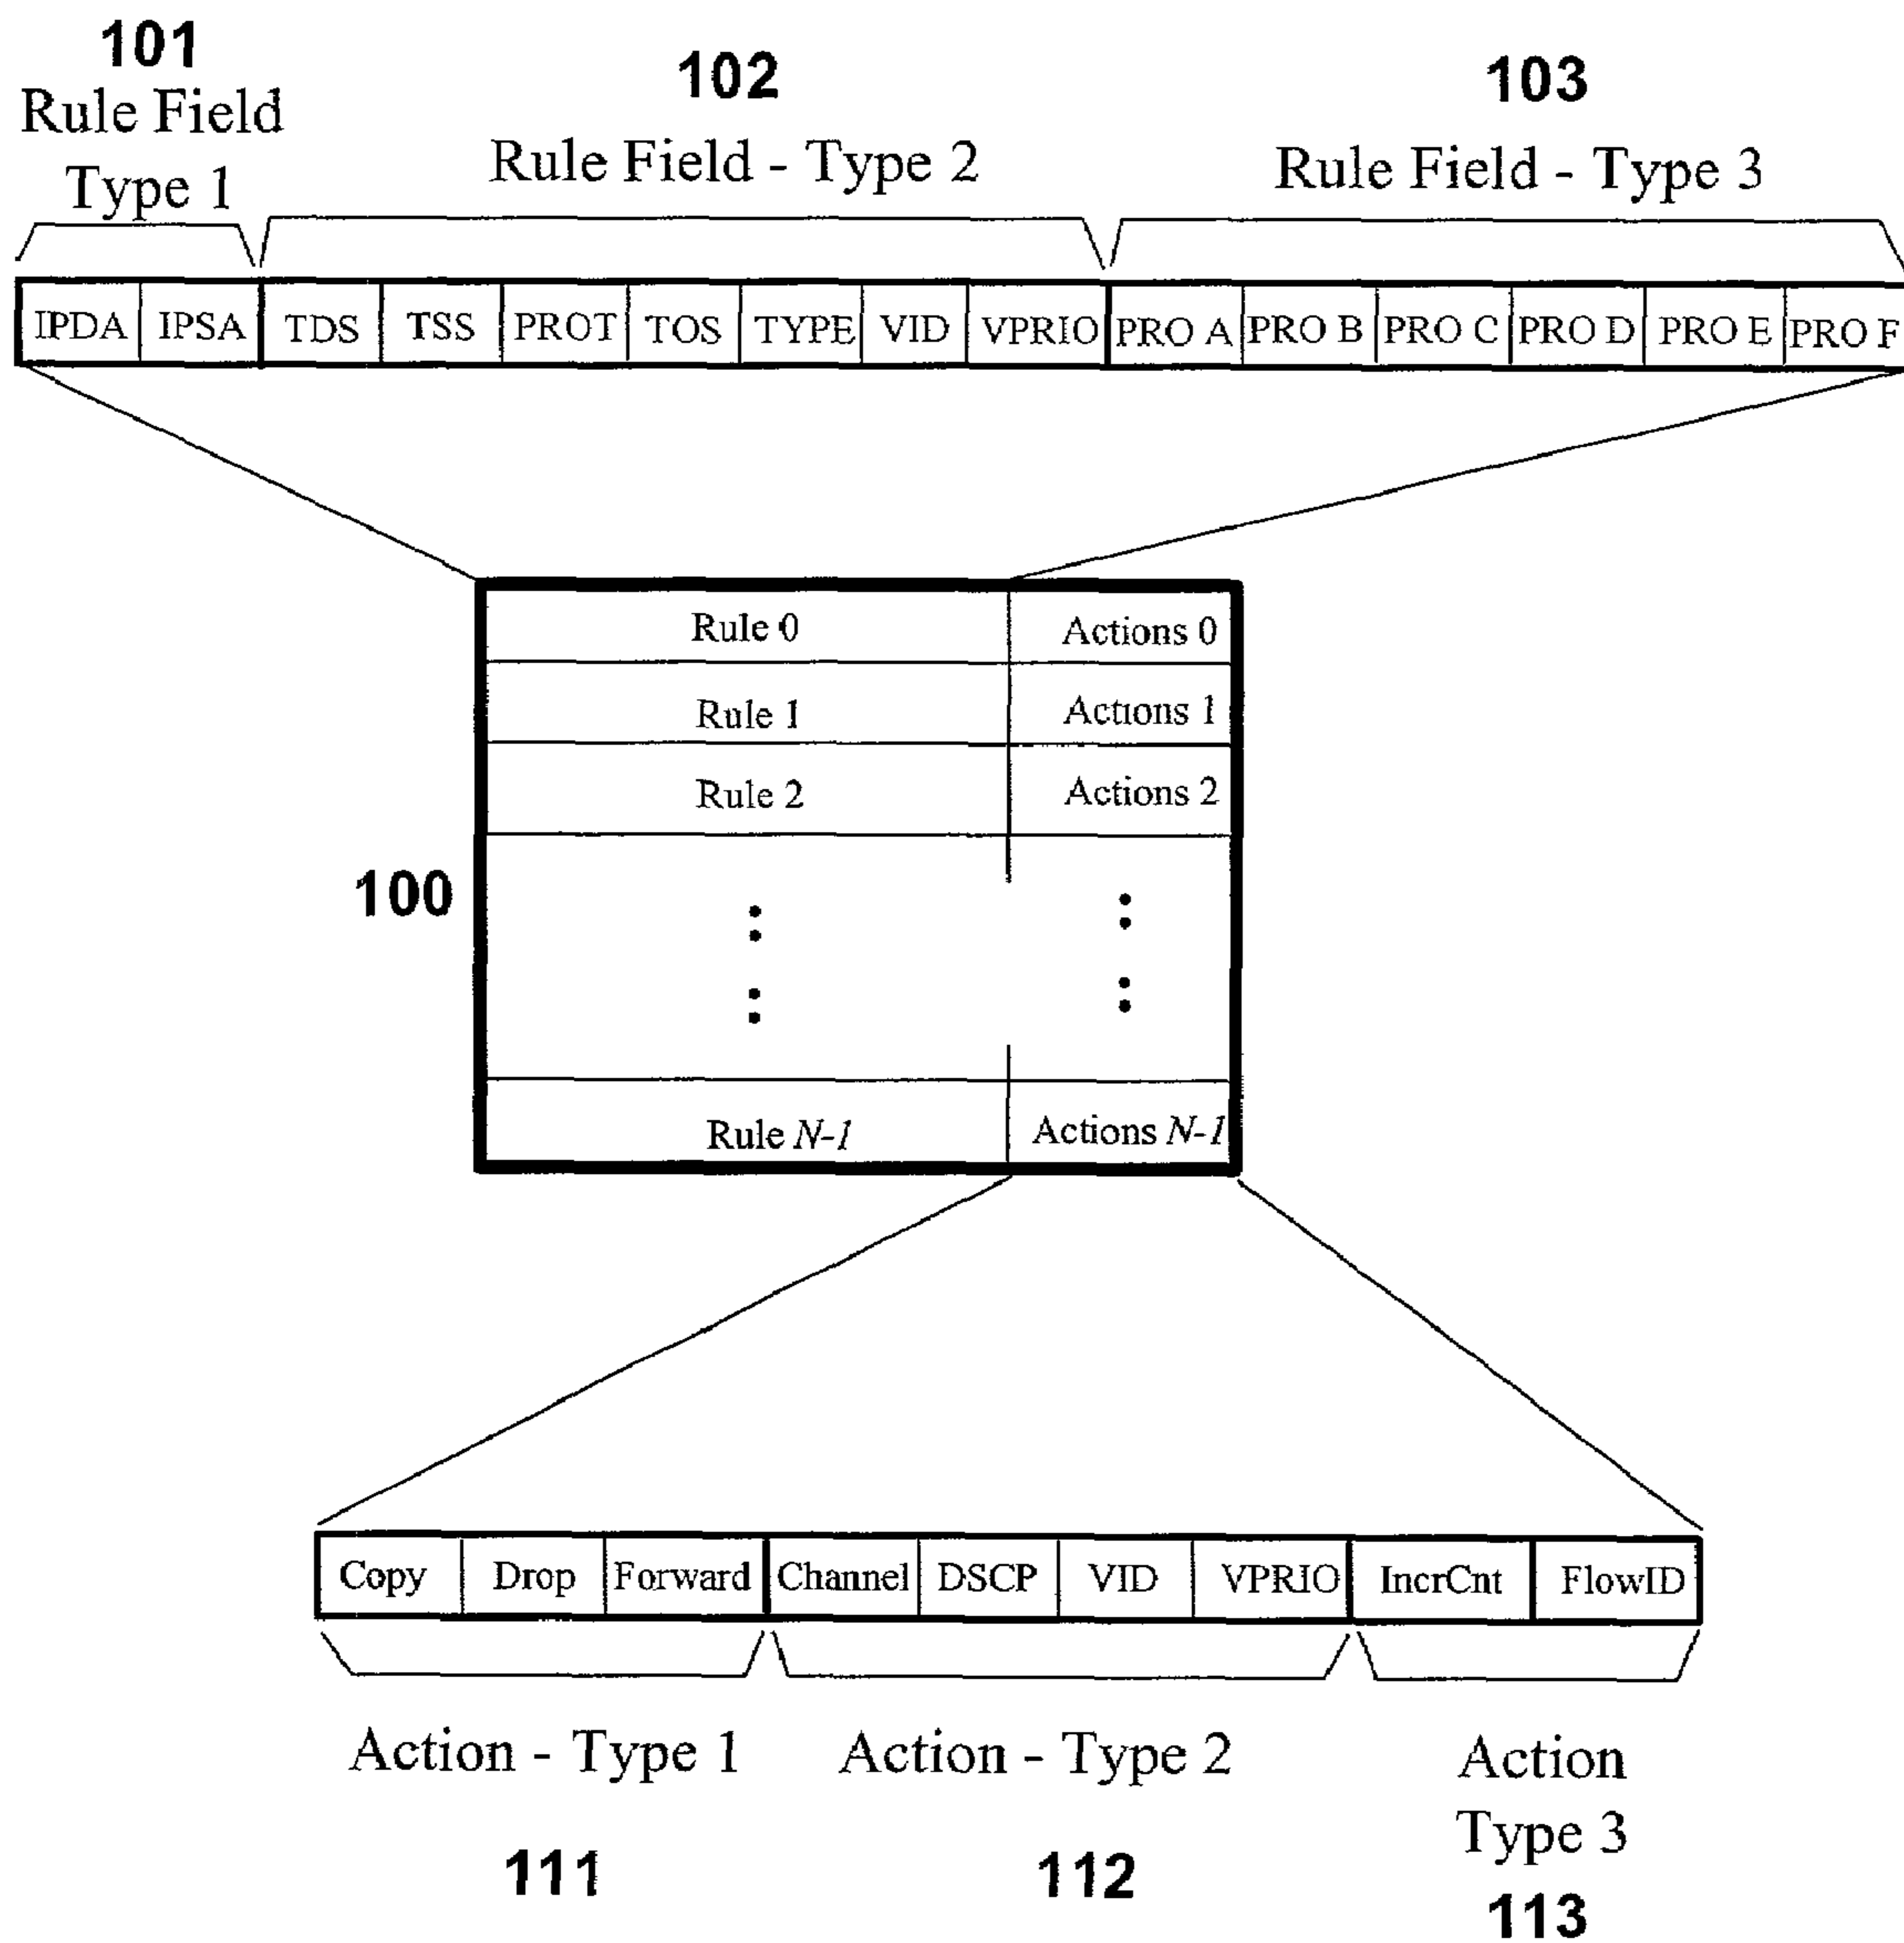 101
Rule Field
Type 1
102
Rule Field - Type 2
103
Rule Field - Type 3
IPDA IPSA TDS TSS PROT TOS TYPE VID VPRIO PRO A PRO B PRO C PRO D PRO E PRO F
Rule 0 Actions 0
Rule 1 Actions 1
Rule 2 Actions 2
100
Rule N-1 Actions N-1
Copy Drop Forward Channel DSCP VID VPRIO IncrCnt FlowID
Action - Type 1
111
Action - Type 2
112
Action
Type 3
113